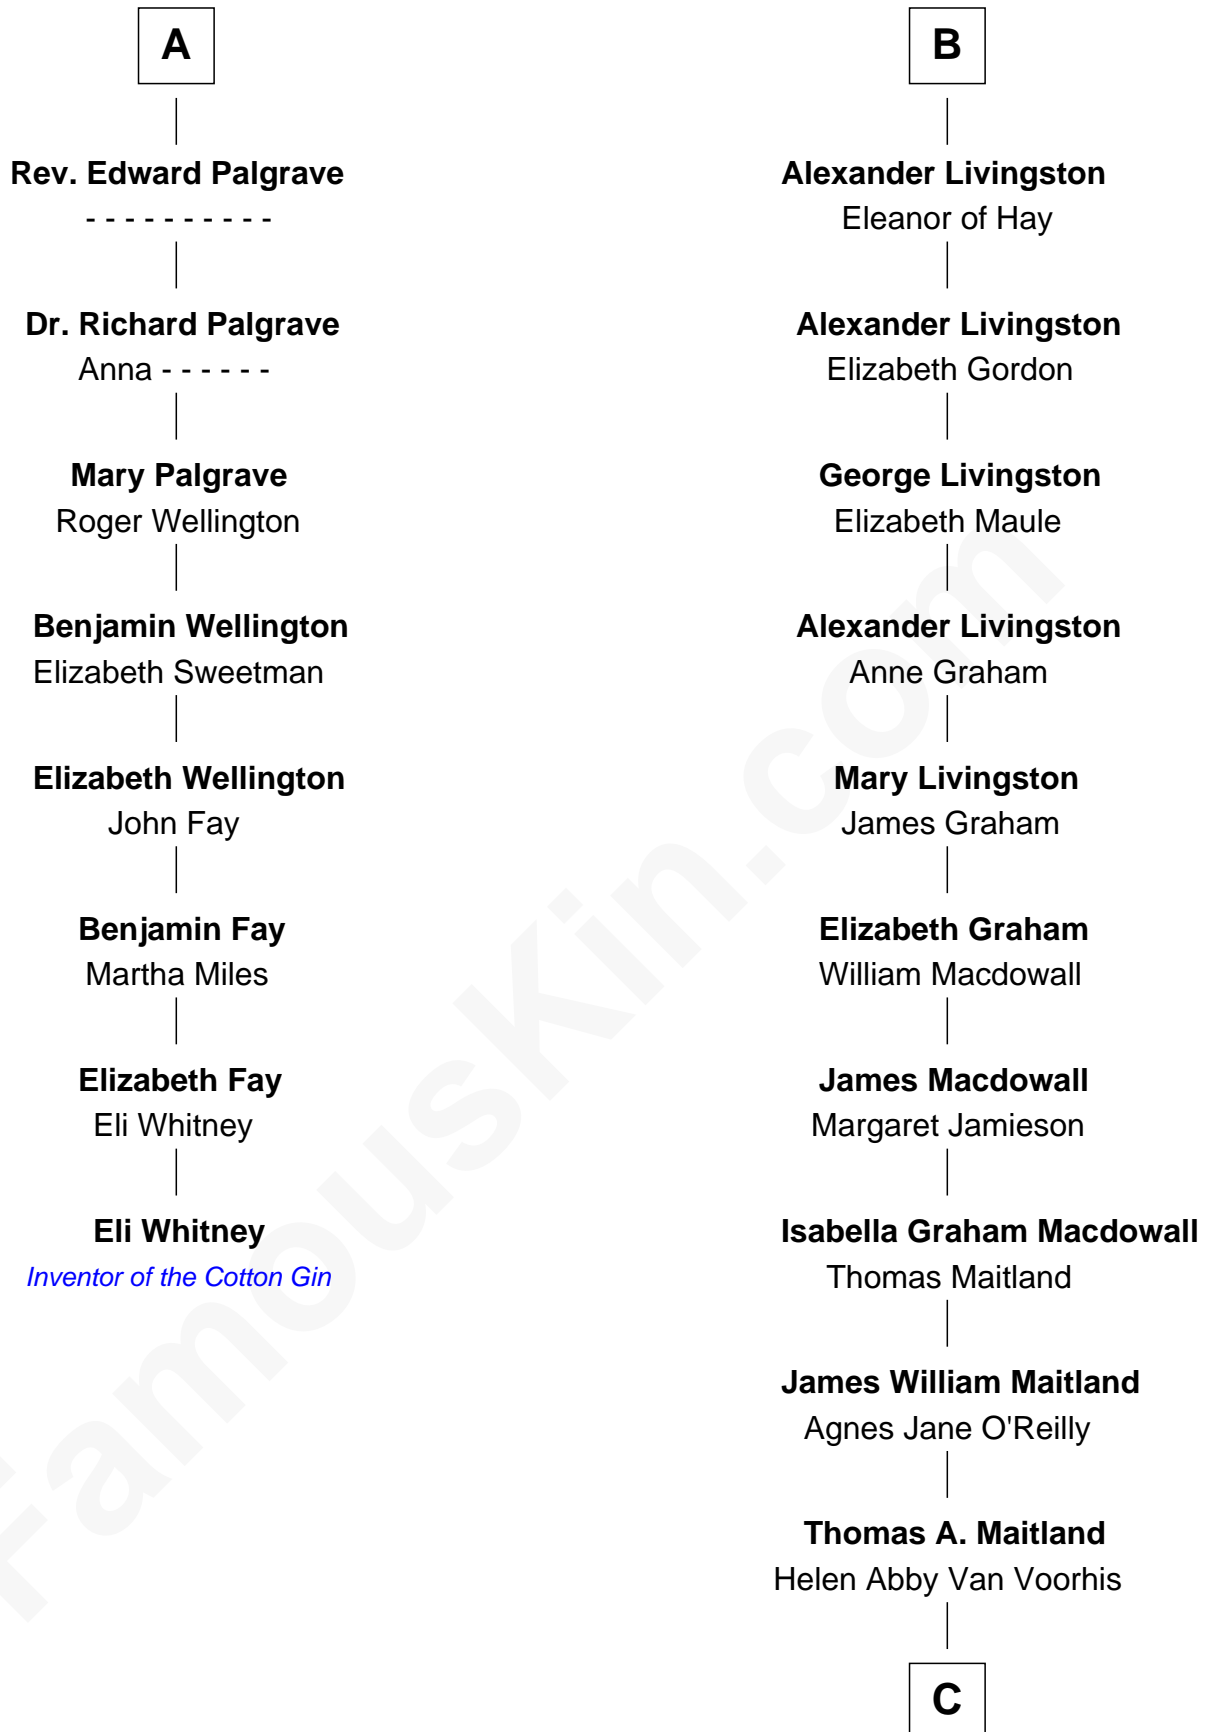 A
Rev. Edward Palgrave
- - - - - - - - - -
Dr. Richard Palgrave
Anna - - - - - -
Mary Palgrave
Roger Wellington
Benjamin Wellington
Elizabeth Sweetman
Elizabeth Wellington
John Fay
Benjamin Fay
Martha Miles
Elizabeth Fay
Eli Whitney
Eli Whitney
Inventor of the Cotton Gin
B
Alexander Livingston
Eleanor of Hay
Alexander Livingston
Elizabeth Gordon
George Livingston
Elizabeth Maule
Alexander Livingston
Anne Graham
Mary Livingston
James Graham
Elizabeth Graham
William Macdowall
James Macdowall
Margaret Jamieson
Isabella Graham Macdowall
Thomas Maitland
James William Maitland
Agnes Jane O'Reilly
Thomas A. Maitland
Helen Abby Van Voorhis
C
FamousKin.com